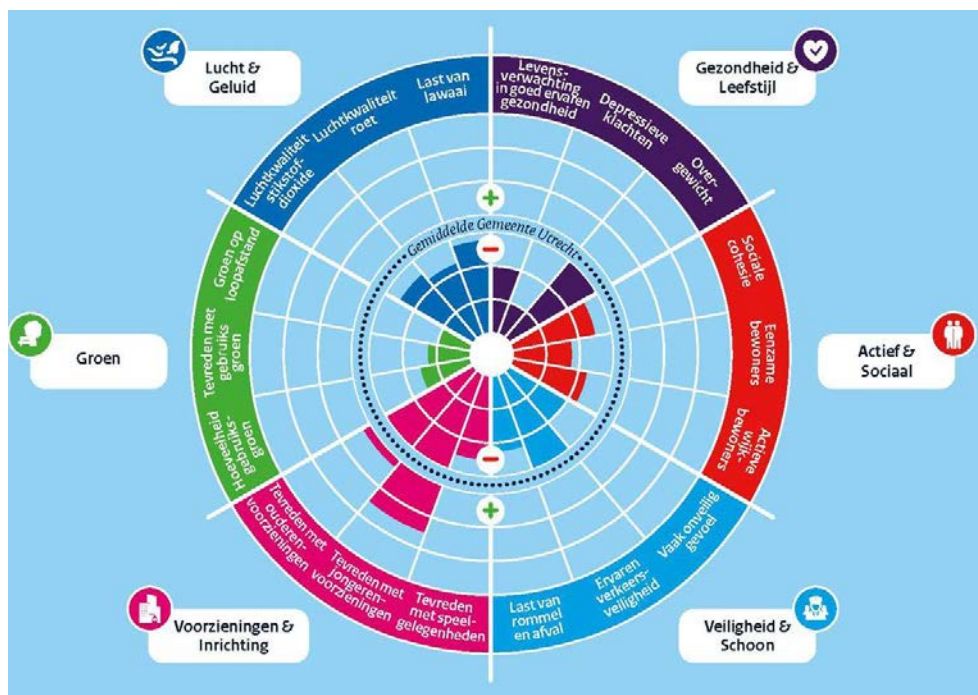 Lucht &
Geluid
Gezondheid &
Leefstijl
Luchtkwaliteit
stikstof-
dioxide
Luchtkwaliteit
roet
Last van
lawaai
Levens-
verwachting
in goed ervaren
gezondheid
Depressieve
klachten
Over-
gewicht
+
Gemiddelde Gemeente Utrecht
−
Groen op
loopafstand
Tevreden met
gebruiks
groen
Hoeveelheid
gebruiks-
groen
Sociale
cohesie
Eenzame
bewoners
Actieve
wijk-
bewoners
Groen
Actief &
Sociaal
−
+
Tevreden met
ouderen-
voorzieningen
Tevreden met
jongeren-
voorzieningen
Tevreden
met speel-
gelegenheden
Last van
rommel
en afval
Ervaren
verkeers-
veiligheid
Vaak onveilig
gevoel
Voorzieningen &
Inrichting
Veiligheid &
Schoon